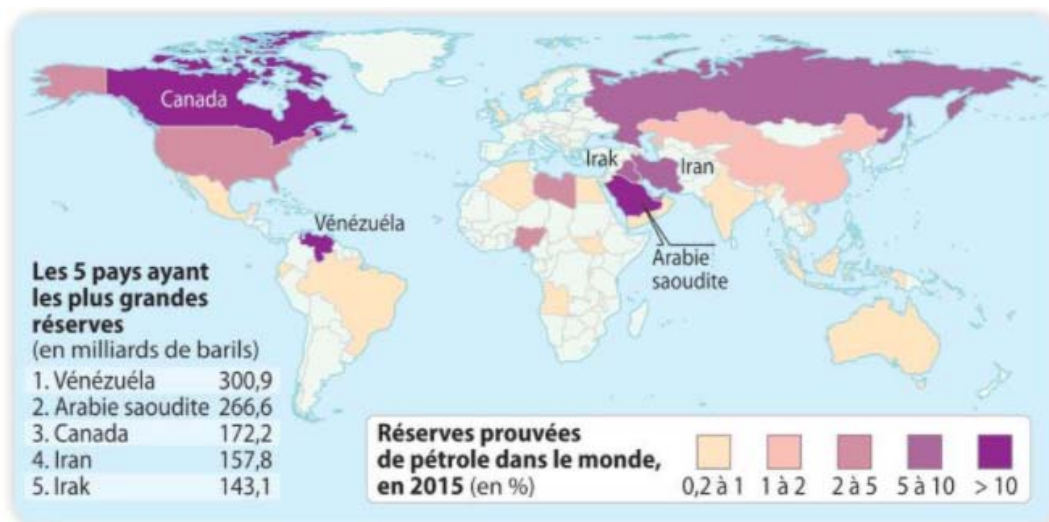 Canada
Irak
Iran
Vénézuéla
Arabie
saoudite
Les 5 pays ayant
les plus grandes
réserves
(en milliards de barils)
1. Vénézuéla 300,9
2. Arabie saoudite 266,6
3. Canada 172,2
4. Iran 157,8
5. Irak 143,1
Réserves prouvées
de pétrole dans le monde,
en 2015 (en %)
0,2 à 1 1 à 2 2 à 5 5 à 10 > 10